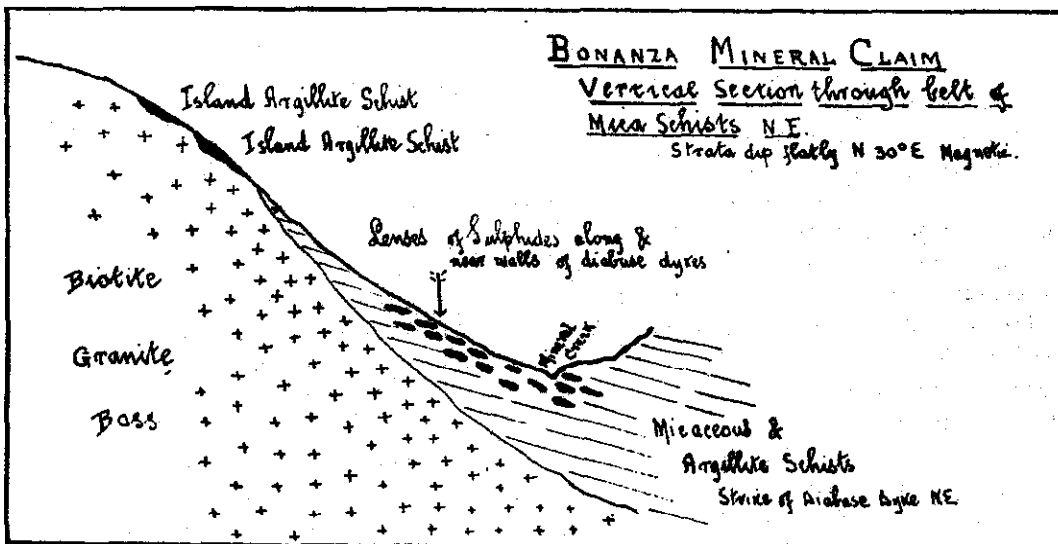 BONANZA MINERAL CLAIM
Vertical Section through belt of
Mica Schists N.E.
Strata dip flatly N 30° E Magnetic.
Island Argillite Schist
Island Argillite Schist
Lenses of Sulphides along &
near walls of diabase dykes
Mineral
Creek
Biotite
Granite
Boss
Micaceous &
Argillite Schists
Strike of Diabase Dyke NE